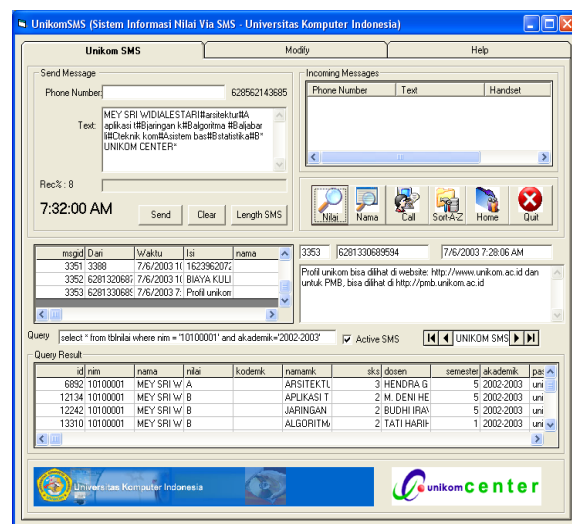 UnikomSMS (Sistem Informasi Nilai Via SMS - Universitas Komputer Indonesia)
Unikom SMS Modify Help
Send Message
Phone Number 628562143685
Text: MEY SRI WIDIALESTARI#arsitektur#A
aplikasi t#Bjaringan k#Balgoritma #Baljabar
li#Cteknik kom#Asistem bas#Bstatistika#B*
UNIKOM CENTER*
Rec% : 8
7:32:00 AM Send Clear Length SMS
Incoming Messages
Phone Number Text Handset
Nilai Nama Call Sort-A-Z Home Quit
msgid Dari Waktu Isi nama
3351 3388 7/6/2003 1( 162396207;
3352 628132068; 7/6/2003 1( BIAYA KULI
3353 628133068! 7/6/2003 7: Profil unikom
3353 6281330689594 7/6/2003 7:28:06 AM
Profil unikom bisa dilihat di website: http://www.unikom.ac.id dan
untuk PMB, bisa dilihat di http://pmb.unikom.ac.id
Query select * from tblnilai where nim = '10100001' and akademik='2002-2003' Active SMS UNIKOM SMS
Query Result
id nim nama nilai kodemk namamk sks dosen semester akademik pas
6892 10100001 MEY SRI W A ARSITEKTU 3 HENDRA G 5 2002-2003 uni
12134 10100001 MEY SRI W B APLIKASI T 2 M. DENI HE 5 2002-2003 uni
12242 10100001 MEY SRI W B JARINGAN 2 BUDHI IRAW 5 2002-2003 uni
13310 10100001 MEY SRI W B ALGORITM 2 TATI HARIH 1 2002-2003 uni
Universitas Komputer Indonesia
unikom center